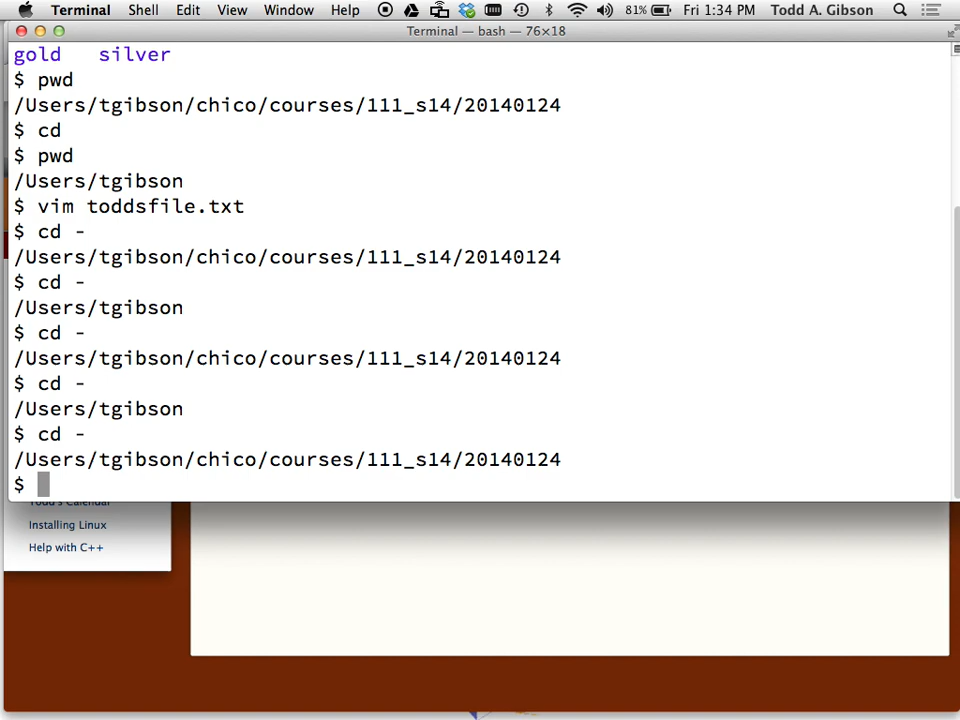 Terminal Shell Edit View Window Help 81% Fri 1:34 PM Todd A. Gibson
Terminal — bash — 76×18
gold silver
$ pwd
/Users/tgibson/chico/courses/111_s14/20140124
$ cd
$ pwd
/Users/tgibson
$ vim toddsfile.txt
$ cd -
/Users/tgibson/chico/courses/111_s14/20140124
$ cd -
/Users/tgibson
$ cd -
/Users/tgibson/chico/courses/111_s14/20140124
$ cd -
/Users/tgibson
$ cd -
/Users/tgibson/chico/courses/111_s14/20140124
$
Todd's Calendar
Installing Linux
Help with C++